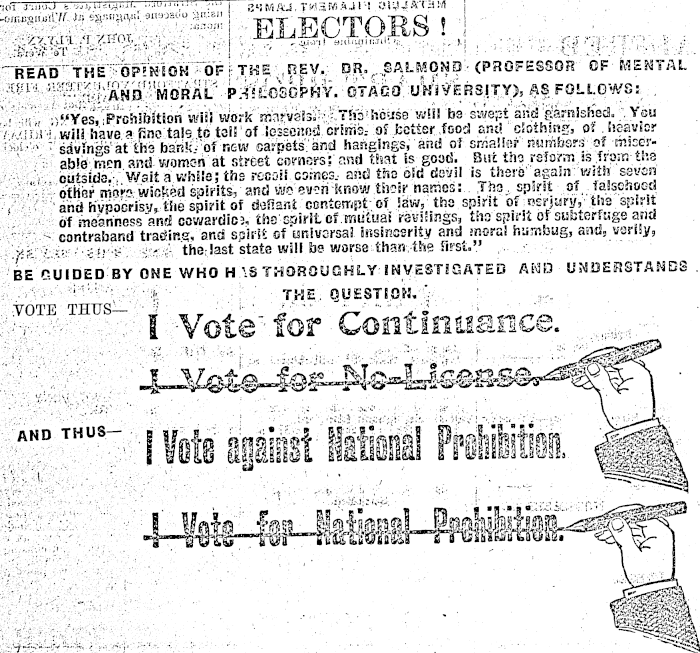 ELECTORS!
READ THE OPINION OF THE REV. DR. SALMOND (PROFESSOR OF MENTAL
AND MORAL PHILOSOPHY. OTAGO UNIVERSITY), AS FOLLOWS:
"Yes, Prohibition will work marvels. The house will be swept and garnished. You
will have a fine tale to tell of lessened crime, of better food and clothing, of heavier
savings at the bank, of new carpets and hangings, and of smaller numbers of miser-
able men and women at street corners; and that is good. But the reform is from the
outside. Wait a while; the recoil comes, and the old devil is there again with seven
other more wicked spirits, and we even know their names: The spirit of falsehood
and hypocrisy, the spirit of defiant contempt of law, the spirit of perjury, the spirit
of meanness and cowardice, the spirit of mutual revilings, the spirit of subterfuge and
contraband trading, and spirit of universal insincerity and moral humbug, and, verily,
the last state will be worse than the first."
BE GUIDED BY ONE WHO HAS THOROUGHLY INVESTIGATED AND UNDERSTANDS
THE QUESTION.
VOTE THUS—
I Vote for Continuance.
I Vote for No-License.
AND THUS—
I Vote against National Prohibition.
I Vote for National Prohibition.